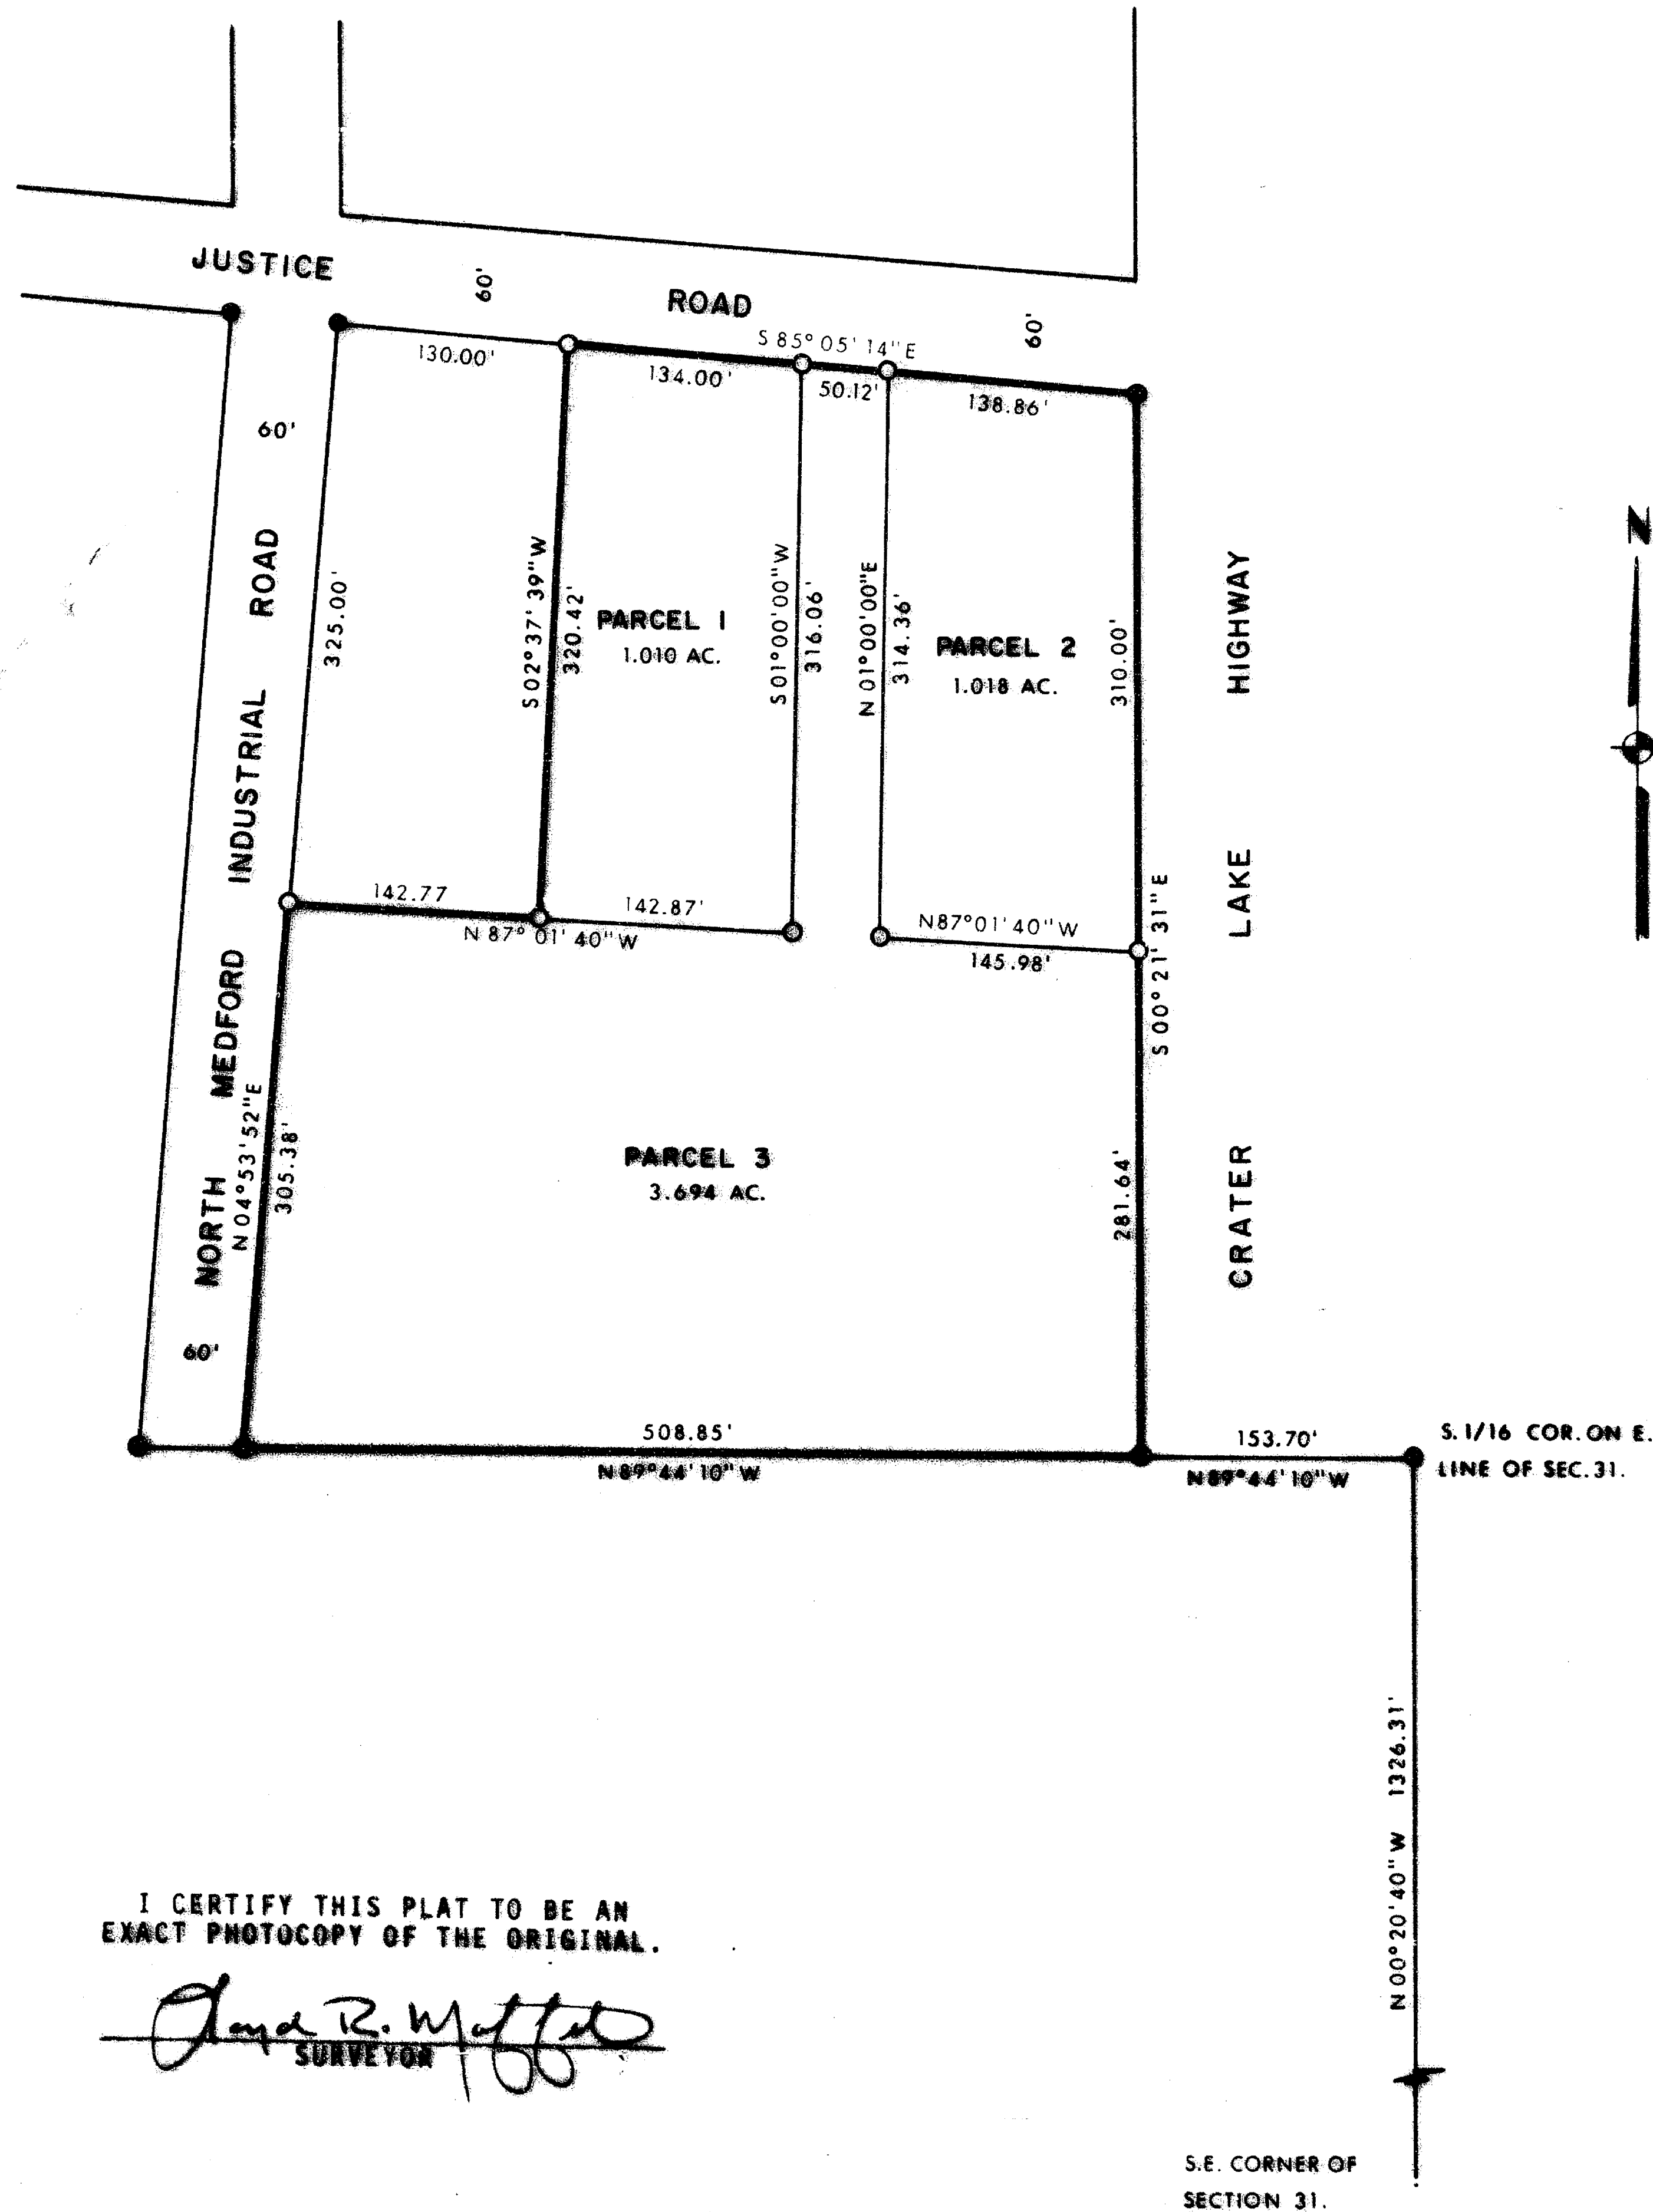 JUSTICE
60'
ROAD
60'
S 85° 05' 14" E
130.00'
134.00'
50.12'
138.86'
60'
NORTH MEDFORD INDUSTRIAL ROAD
325.00'
S 02° 37' 39" W
320.42'
PARCEL 1
1.010 AC.
S 01° 00' 00" W
316.06'
N 01° 00' 00" E
314.36'
PARCEL 2
1.018 AC.
310.00'
CRATER LAKE HIGHWAY
N
142.77
142.87'
N 87° 01' 40" W
N 87° 01' 40" W
145.98'
S 00° 21' 31" E
N 04° 53' 52" E
305.38'
PARCEL 3
3.694 AC.
281.64'
60'
508.85'
N 89° 44' 10" W
153.70'
N 89° 44' 10" W
S. 1/16 COR. ON E.
LINE OF SEC. 31.
N 00° 20' 40" W 1326.31'
I CERTIFY THIS PLAT TO BE AN
EXACT PHOTOCOPY OF THE ORIGINAL.
SURVEYOR
S.E. CORNER OF
SECTION 31.